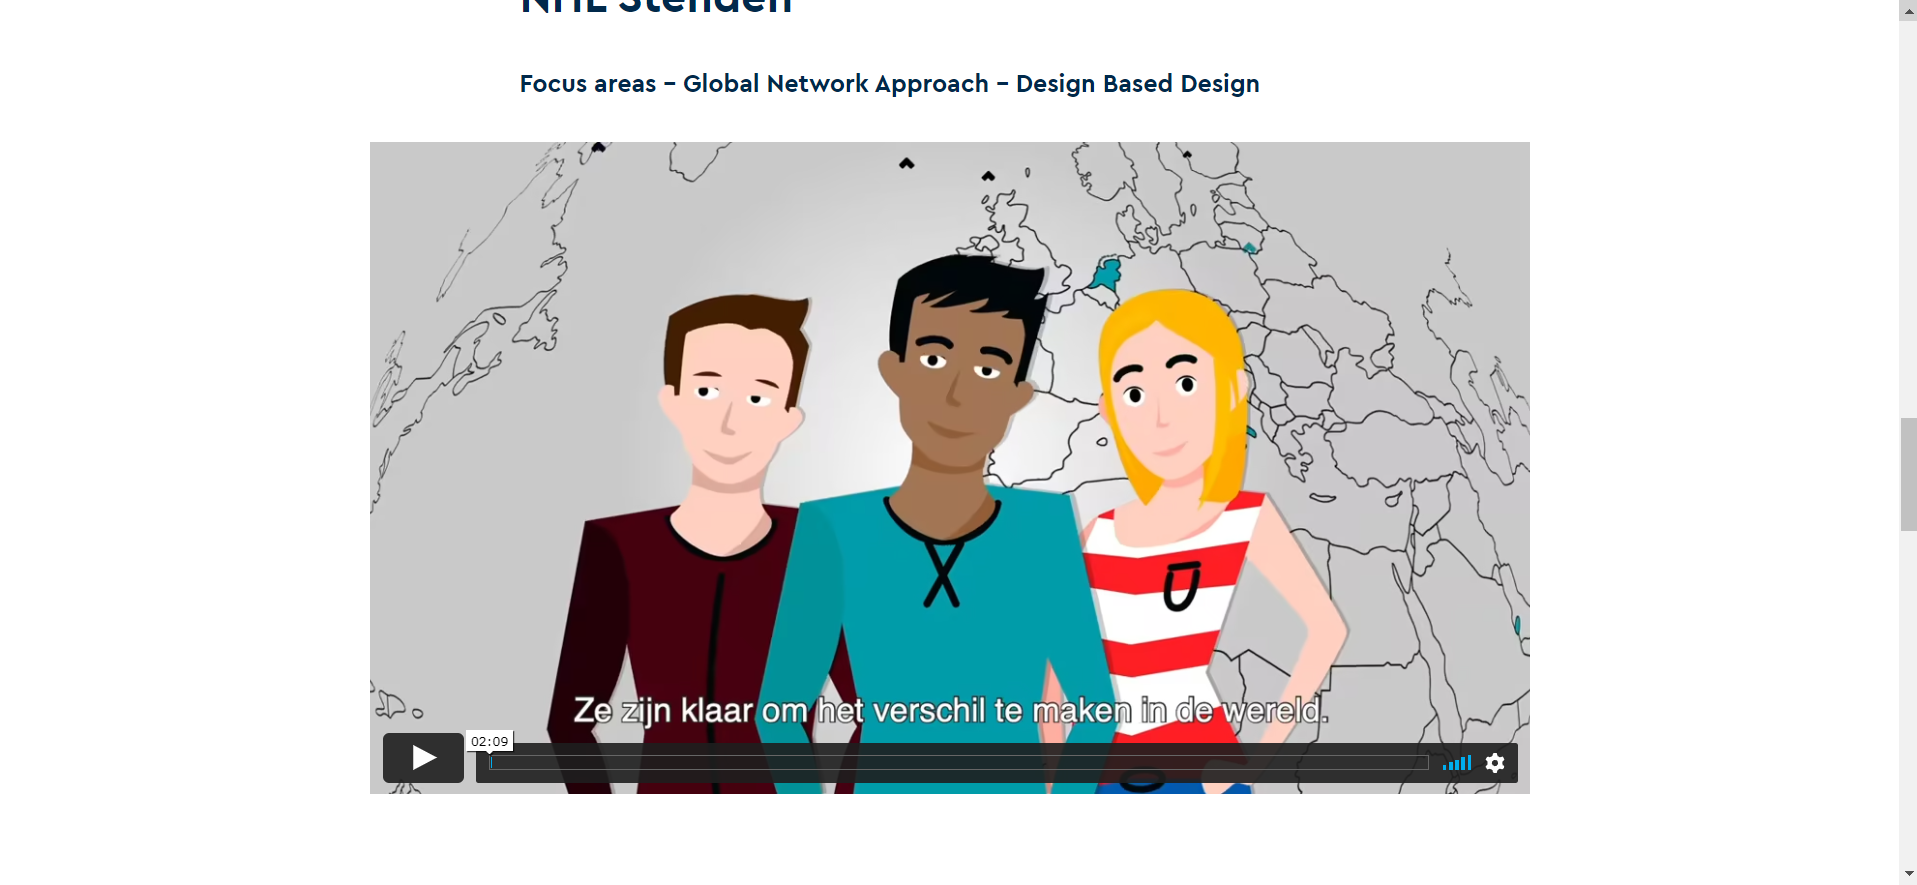 NHL Stenden
Focus areas – Global Network Approach – Design Based Design
Ze zijn klaar om het verschil te maken in de wereld.
02:09